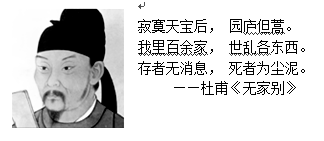 寂寞天宝后， 园庐但蒿。
我里百余家， 世乱各东西。
存者无消息， 死者为尘泥。
——杜甫《无家别》